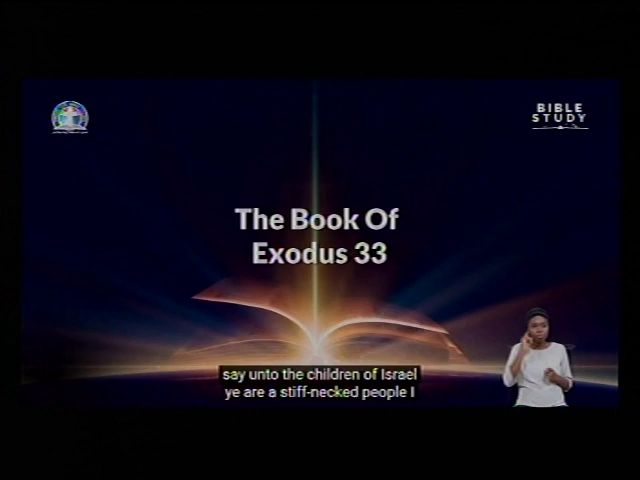 BIBLE
STUDY
The Book Of
Exodus 33
say unto the children of Israel
ye are a stiff-necked people I